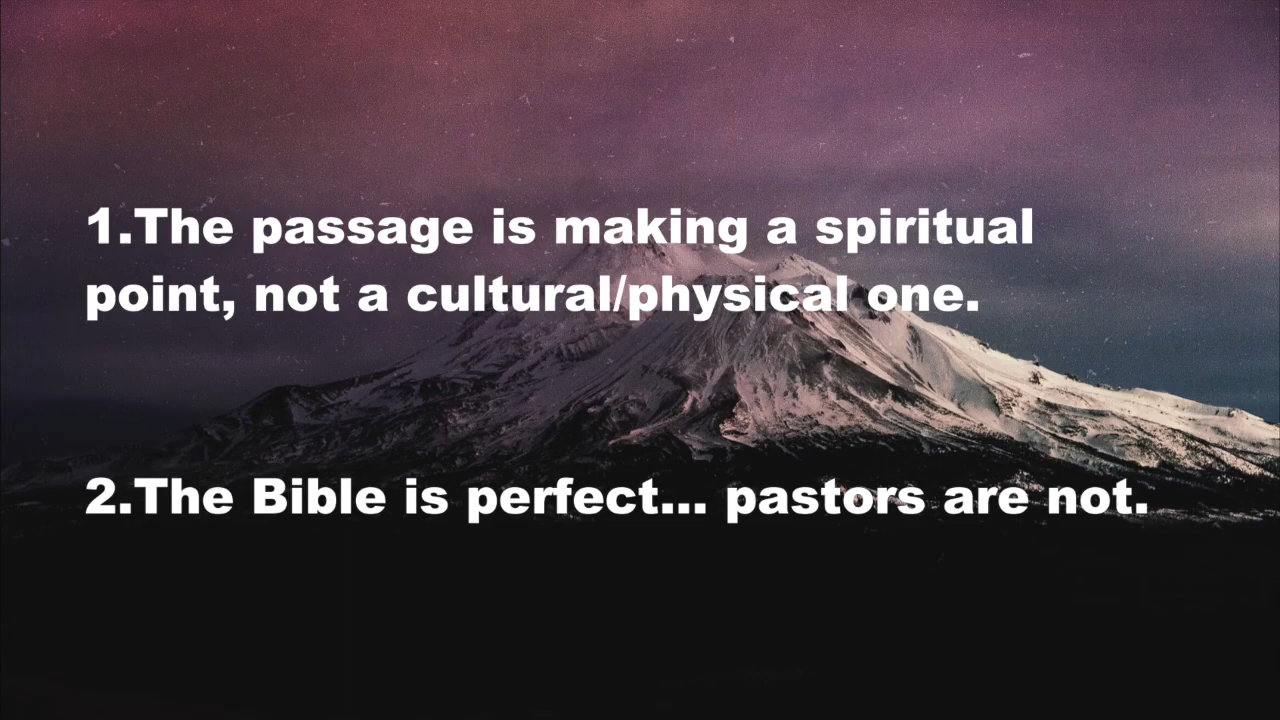 1.The passage is making a spiritual
point, not a cultural/physical one.
2.The Bible is perfect... pastors are not.